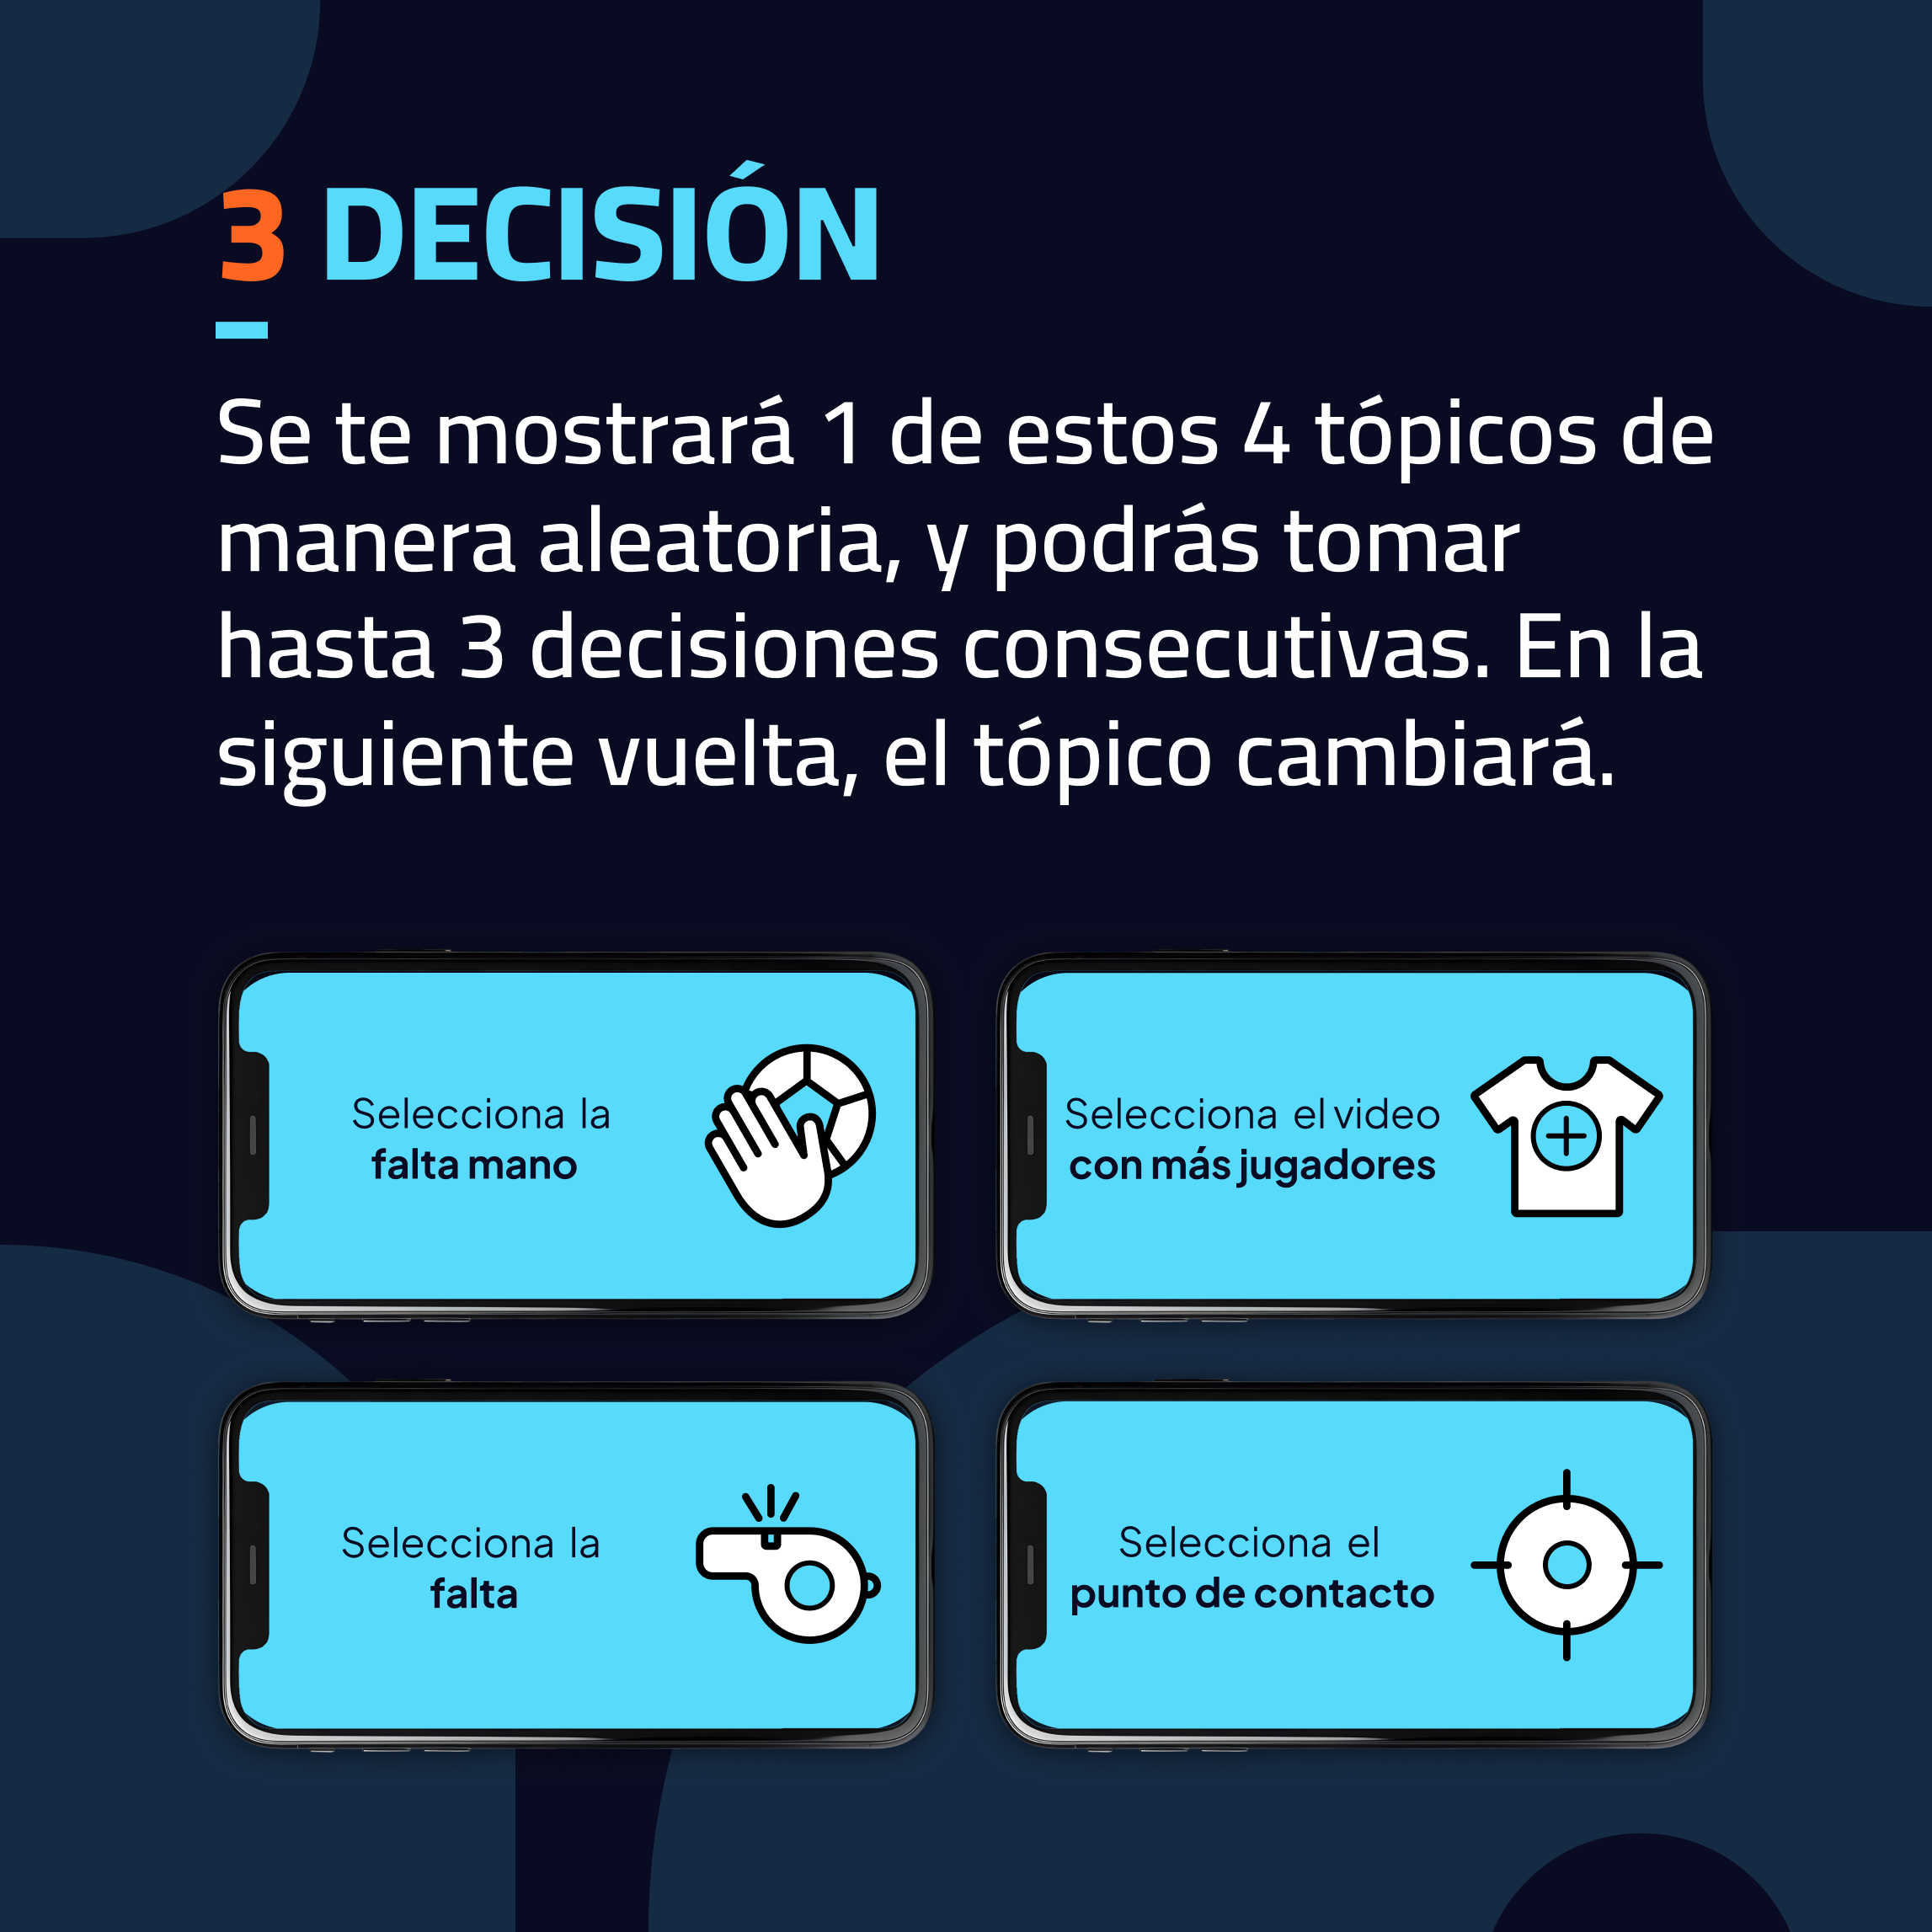 3 DECISIÓN
Se te mostrará 1 de estos 4 tópicos de
manera aleatoria, y podrás tomar
hasta 3 decisiones consecutivas. En la
siguiente vuelta, el tópico cambiará.
Selecciona la
falta mano
Selecciona el video
con más jugadores
Selecciona la
falta
Selecciona el
punto de contacto